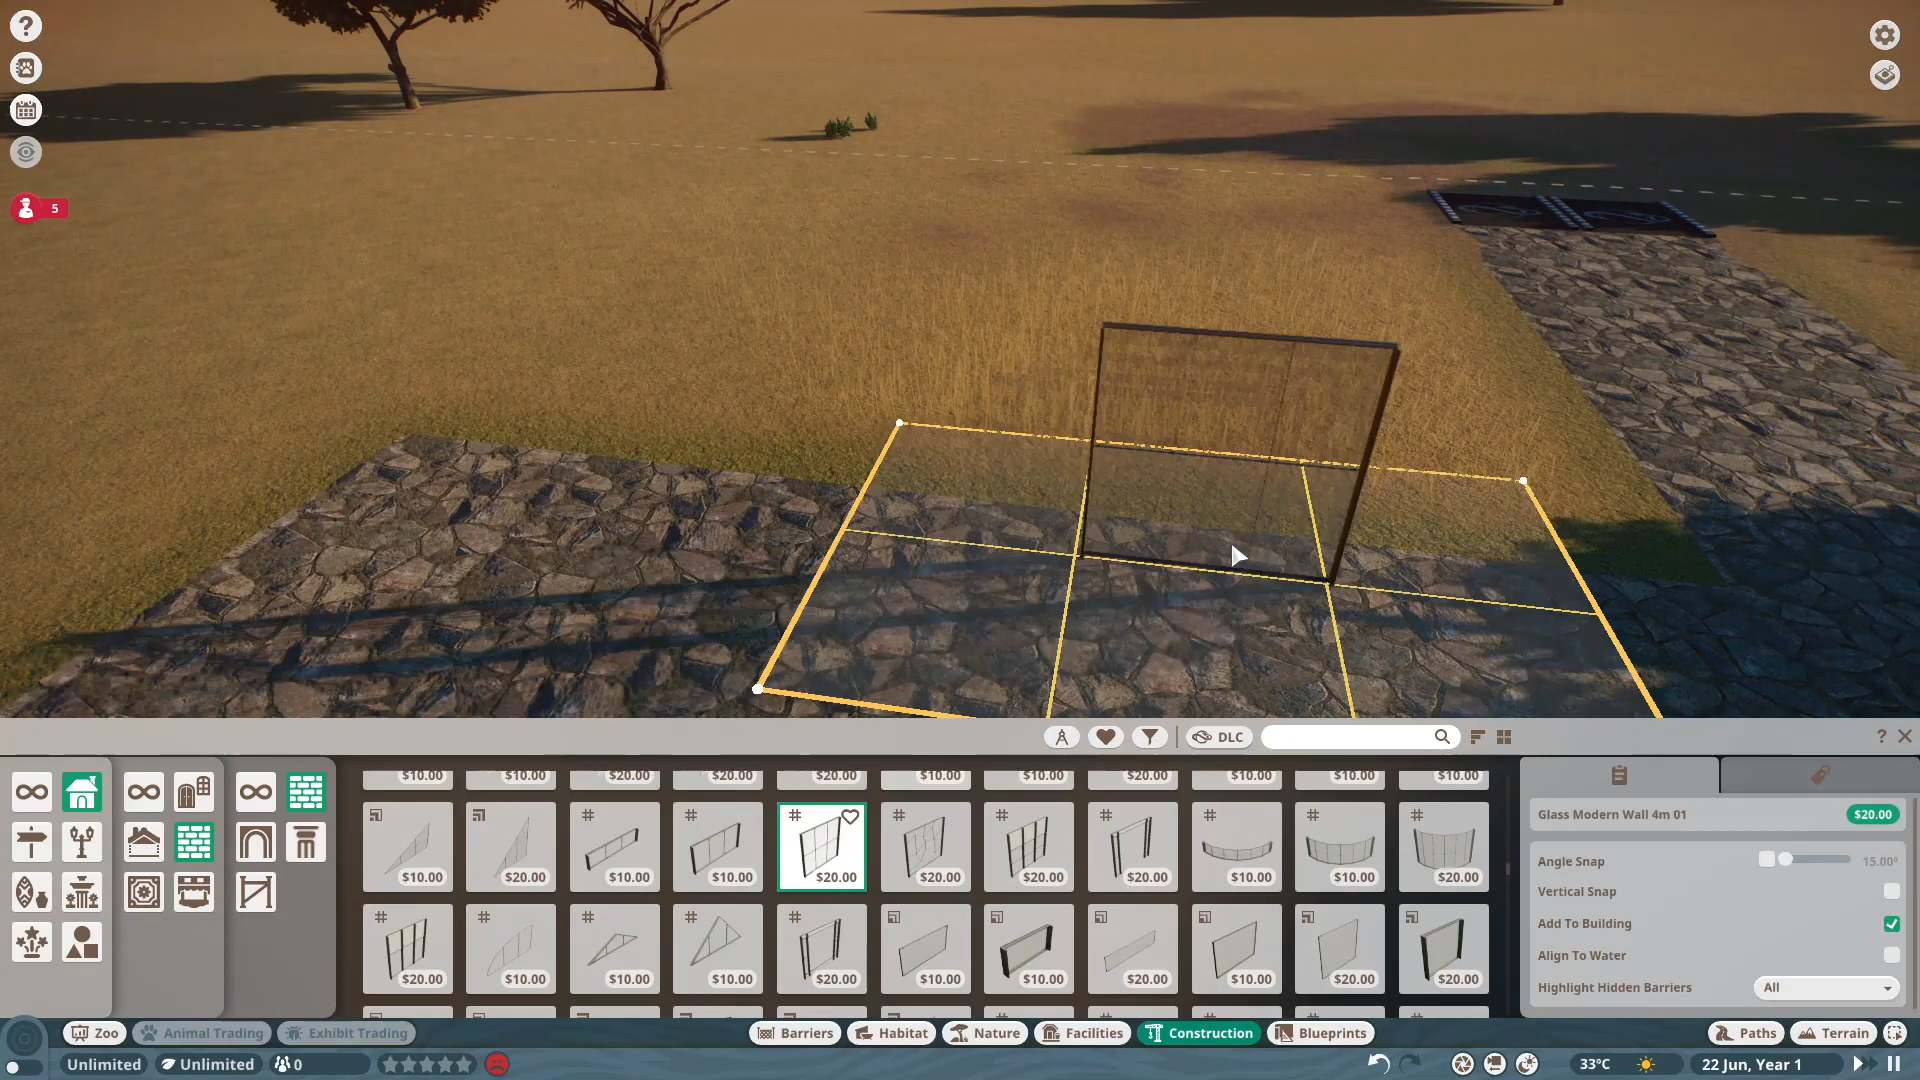 ?
5
DLC
?
$10.00 $10.00 $20.00 $20.00 $20.00 $10.00 $10.00 $20.00 $10.00 $10.00 $10.00
$10.00 $20.00 $10.00 $10.00 $20.00 $20.00 $20.00 $20.00 $10.00 $10.00 $20.00
$20.00 $10.00 $10.00 $10.00 $20.00 $10.00 $10.00 $20.00 $10.00 $20.00 $20.00
Glass Modern Wall 4m 01 $20.00
Angle Snap 15.00°
Vertical Snap
Add To Building
Align To Water
Highlight Hidden Barriers All
Zoo Animal Trading Exhibit Trading Barriers Habitat Nature Facilities Construction Blueprints Paths Terrain
Unlimited Unlimited 0 33°C 22 Jun, Year 1